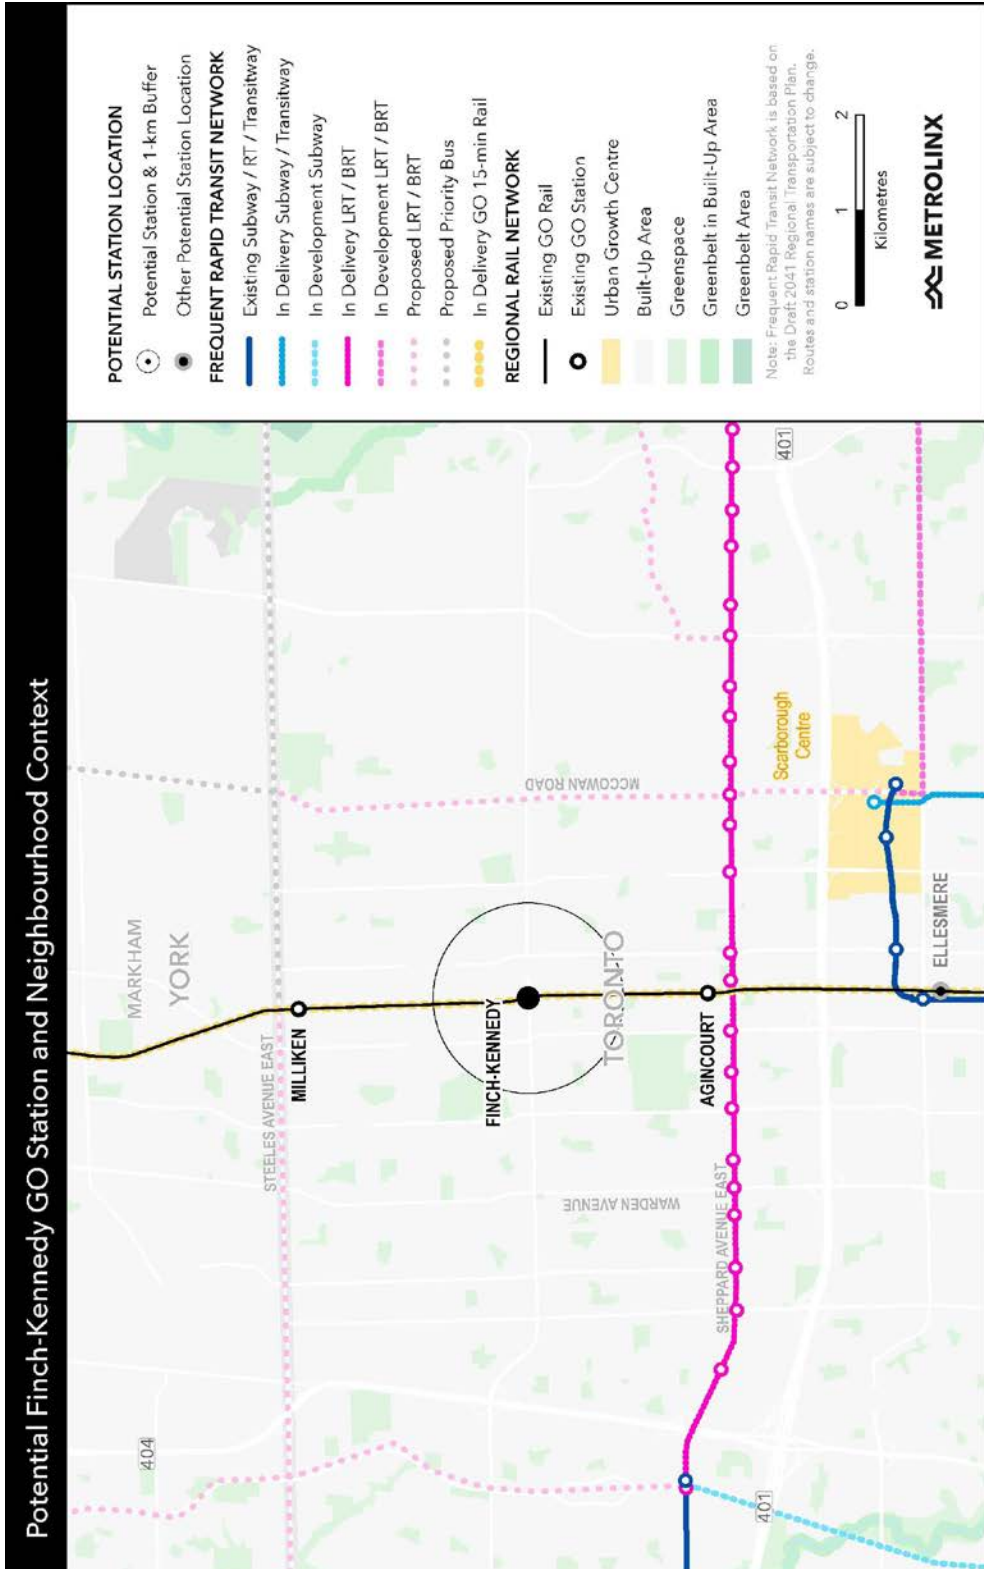 Potential Finch-Kennedy GO Station and Neighbourhood Context
404
MARKHAM
YORK
STEELES AVENUE EAST
MILLIKEN
MCCOWAN ROAD
FINCH-KENNEDY
WARDEN AVENUE
TORONTO
AGINCOURT
SHEPPARD AVENUE EAST
401
401
Scarborough
Centre
ELLESMERE
POTENTIAL STATION LOCATION
Potential Station & 1-km Buffer
Other Potential Station Location
FREQUENT RAPID TRANSIT NETWORK
Existing Subway / RT / Transitway
In Delivery Subway / Transitway
In Development Subway
In Delivery LRT / BRT
In Development LRT / BRT
Proposed LRT / BRT
Proposed Priority Bus
In Delivery GO 15-min Rail
REGIONAL RAIL NETWORK
Existing GO Rail
Existing GO Station
Urban Growth Centre
Built-Up Area
Greenspace
Greenbelt in Built-Up Area
Greenbelt Area
Note: Frequent Rapid Transit Network is based on
the Draft 2041 Regional Transportation Plan.
Routes and station names are subject to change.
0 1 2
Kilometres
METROLINX